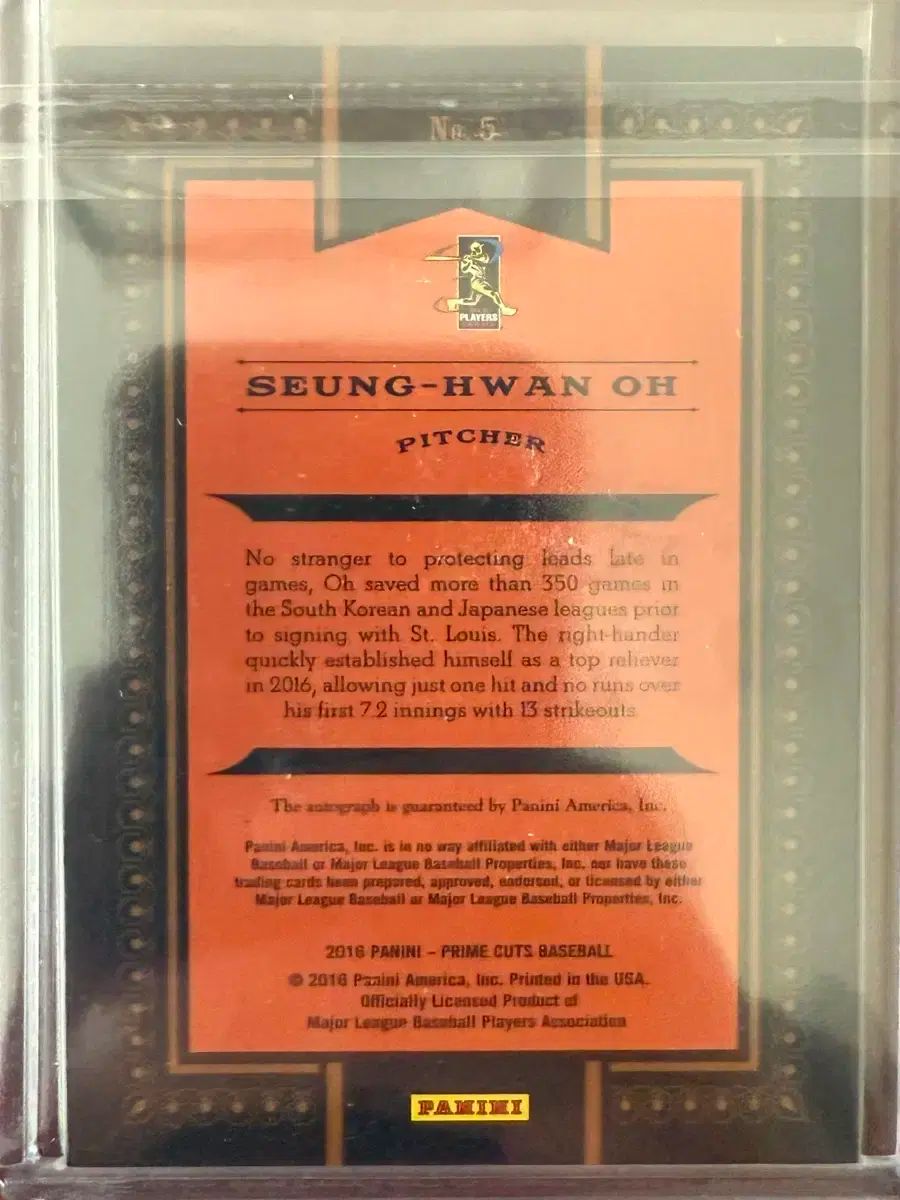 No. 5
PLAYERS
SEUNG-HWAN OH
PITCHER
No stranger to protecting leads late in
games, Oh saved more than 350 games in
the South Korean and Japanese leagues prior
to signing with St. Louis. The right-hander
quickly established himself as a top reliever
in 2016, allowing just one hit and no runs over
his first 7.2 innings with 13 strikeouts.
The autograph is guaranteed by Panini America, Inc.
Panini America, Inc. is in no way affiliated with either Major League
Baseball or Major League Baseball Properties, Inc. nor have these
trading cards been prepared, approved, endorsed, or licensed by either
Major League Baseball or Major League Baseball Properties, Inc.
2016 PANINI – PRIME CUTS BASEBALL
© 2016 Panini America, Inc. Printed in the USA.
Officially Licensed Product of
Major League Baseball Players Association
PANINI